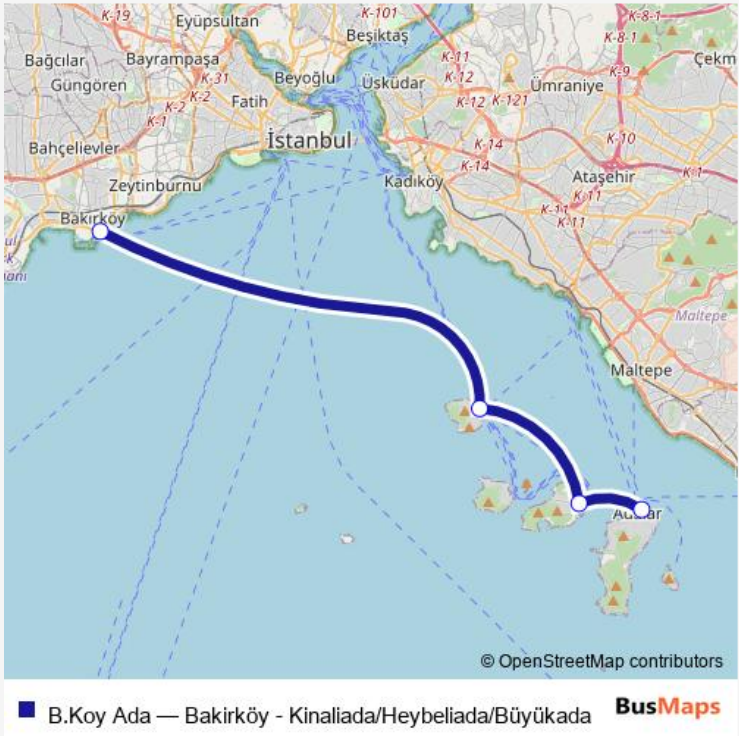 K-19
Eyüpsultan
K-101
Beşiktaş
K-8-1
K-8-1
Bağcılar
Bayrampaşa
K-11
Çekm
K-31
Beyoğlu
Üsküdar
K-12
K-9
Güngören
K-2
K-2
Fatih
K-12
K-121
Ümraniye
K-1
İstanbul
K-10
Bahçelievler
K-14
K-14
Ataşehir
K-1
Zeytinburnu
Kadıköy
K-11
K-11
K-11
Bakırköy
Maltepe
Maltepe
© OpenStreetMap contributors
B.Koy Ada — Bakirköy - Kinaliada/Heybeliada/Büyükada
BusMaps